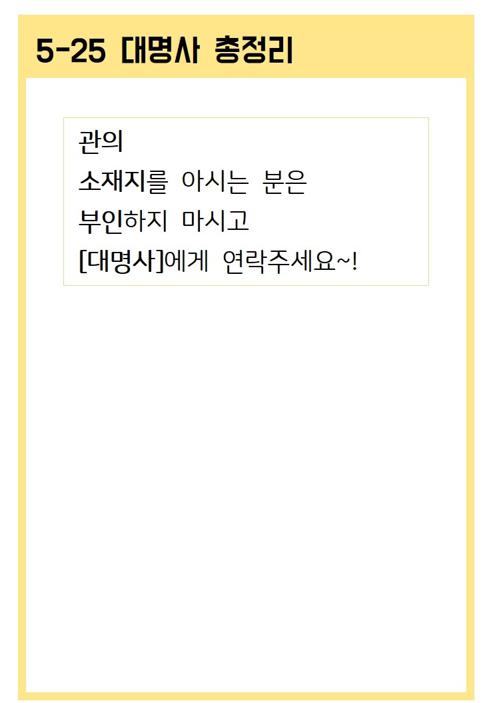 5-25 대명사 총정리
관의
소재지를 아시는 분은
부인하지 마시고
[대명사]에게 연락주세요~!